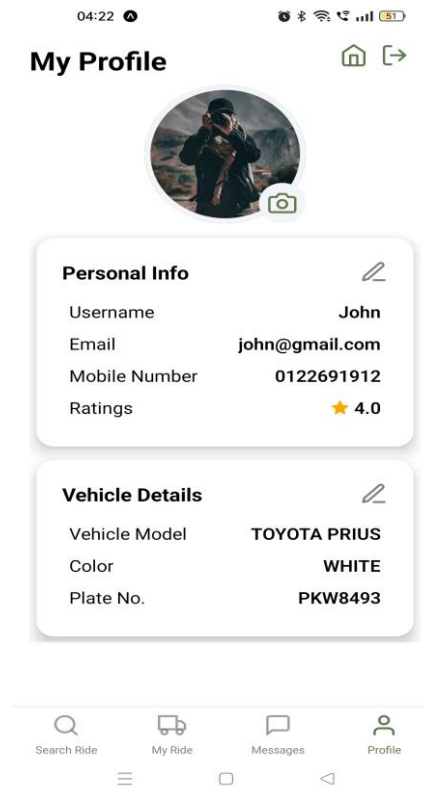 04:22
51
My Profile
Personal Info
Username John
Email john@gmail.com
Mobile Number 0122691912
Ratings 4.0
Vehicle Details
Vehicle Model TOYOTA PRIUS
Color WHITE
Plate No. PKW8493
Search Ride My Ride Messages Profile